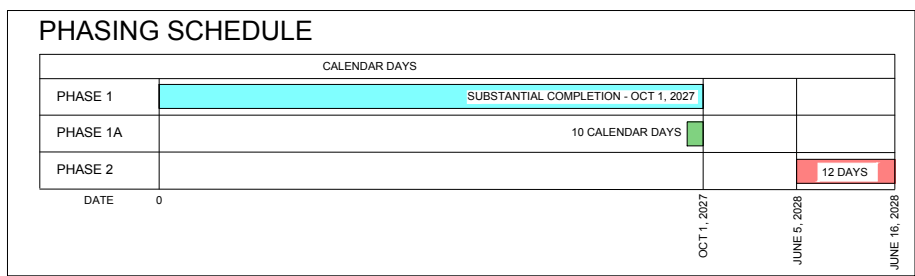 PHASING SCHEDULE
CALENDAR DAYS
PHASE 1
SUBSTANTIAL COMPLETION - OCT 1, 2027
PHASE 1A
10 CALENDAR DAYS
PHASE 2
12 DAYS
DATE
0
OCT 1, 2027
JUNE 5, 2028
JUNE 16, 2028